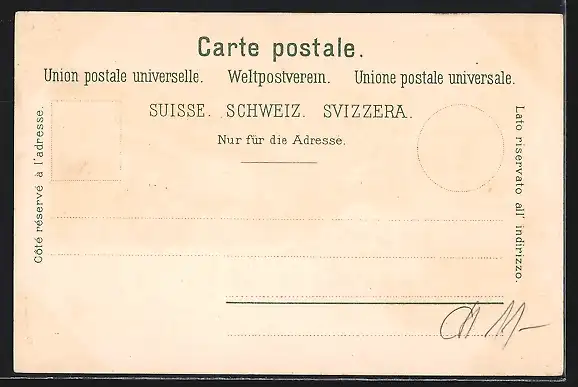 Carte postale.
Union postale universelle. Weltpostverein. Unione postale universale.
SUISSE. SCHWEIZ. SVIZZERA.
Nur für die Adresse.
Côté réservé à l'adresse.
Lato riservato all' indirizzo.